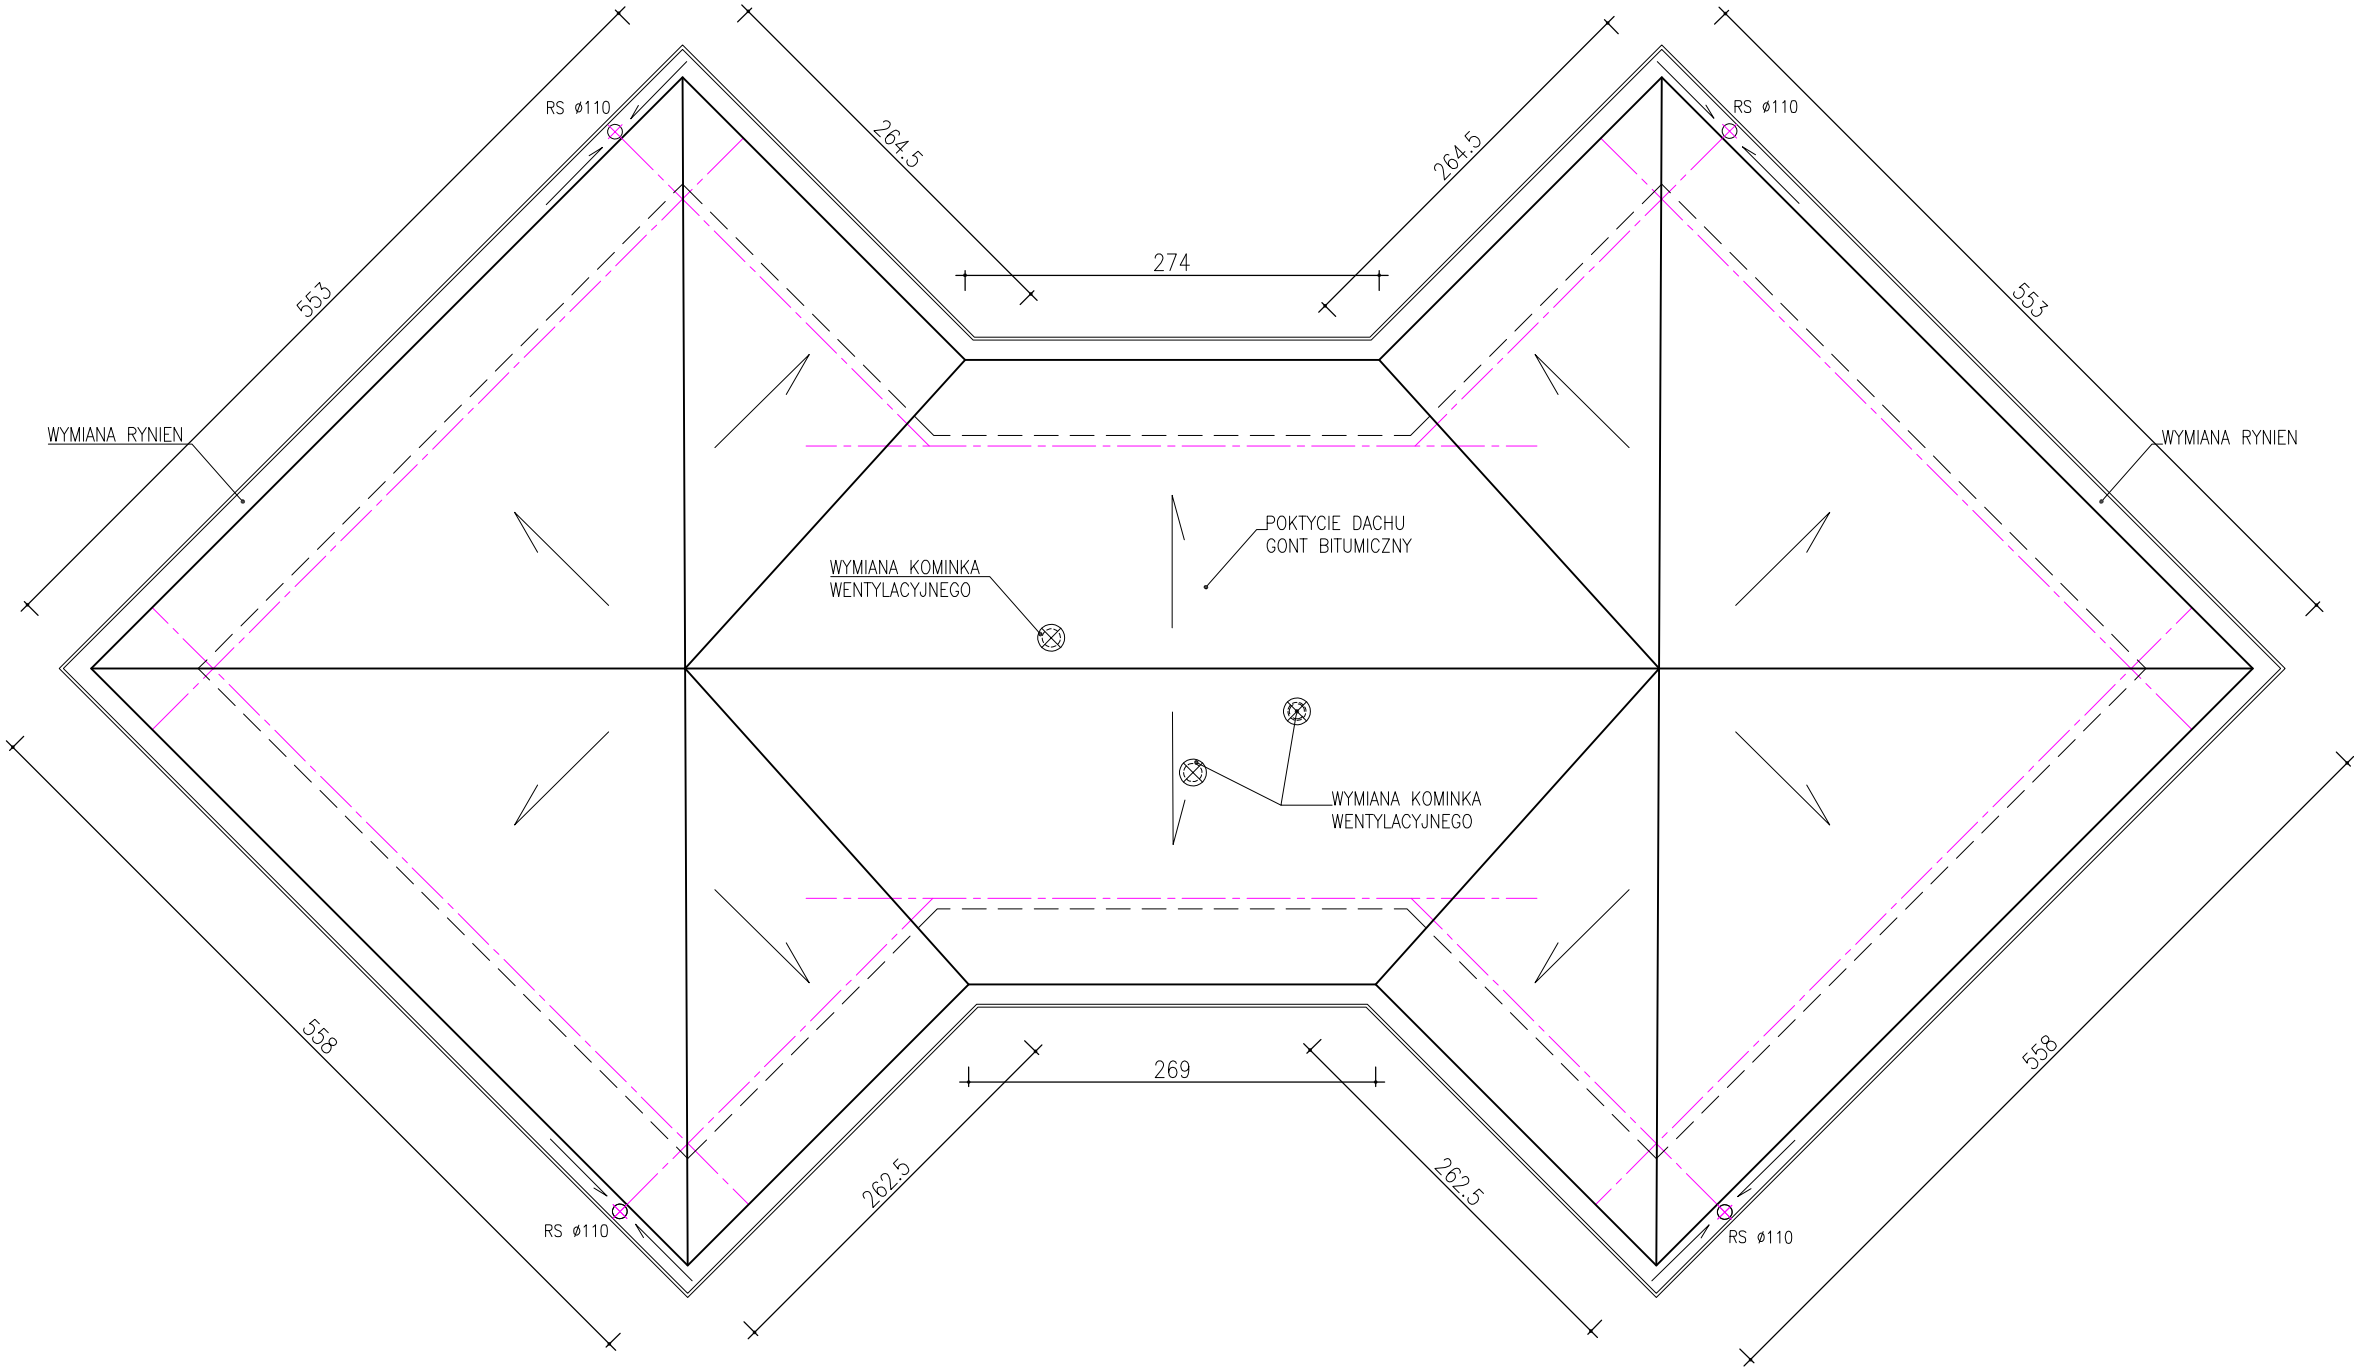 RS ø110
RS ø110
264.5
264.5
274
553
553
WYMIANA RYNIEN
WYMIANA RYNIEN
POKTYCIE DACHU
GONT BITUMICZNY
WYMIANA KOMINKA
WENTYLACYJNEGO
WYMIANA KOMINKA
WENTYLACYJNEGO
558
558
269
262.5
262.5
RS ø110
RS ø110